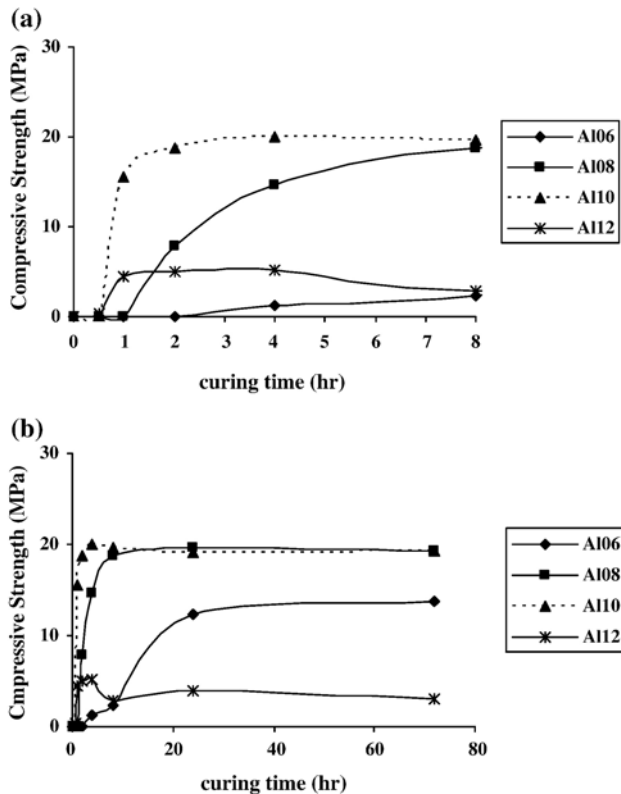 (a)
Compressive Strength (MPa)
30
20
10
0
0 1 2 3 4 5 6 7 8
curing time (hr)
Al06
Al08
Al10
Al12
(b)
Cmpressive Strength (MPa)
30
20
10
0
0 20 40 60 80
curing time (hr)
Al06
Al08
Al10
Al12